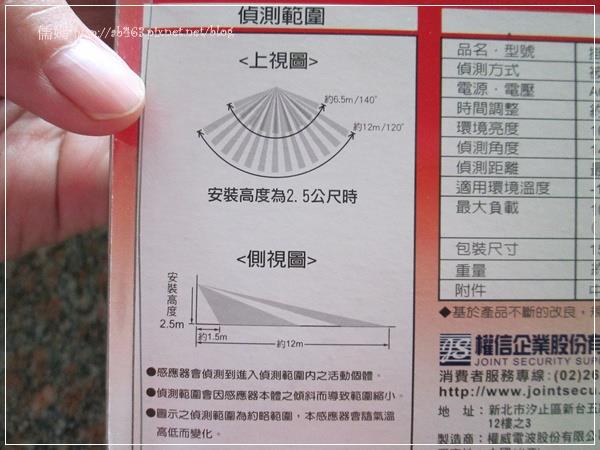 偵測範圍
<上視圖>
約6.5m/140°
約12m/120°
安裝高度為2.5公尺時
<側視圖>
安裝高度
2.5m
約1.5m
約12m
●感應器會偵測到進入偵測範圍內之活動個體。
●偵測範圍會因感應器本體之傾斜而導致範圍縮小。
●圖示之偵測範圍為約略範圍，本感應器會隨氣溫
高低而變化。
品名．型號
偵測方式
電源．電壓
時間調整
環境亮度
偵測角度
偵測距離
適用環境溫度
最大負載
包裝尺寸
重量
附件
◆基於產品不斷的改良，
JS 權信企業股份有
JOINT SECURITY SUP
消費者服務專線：(02)26
http://www.jointsecu
地 址：新北市汐止區新台五
12樓之3
製造商：權威電波股份有限